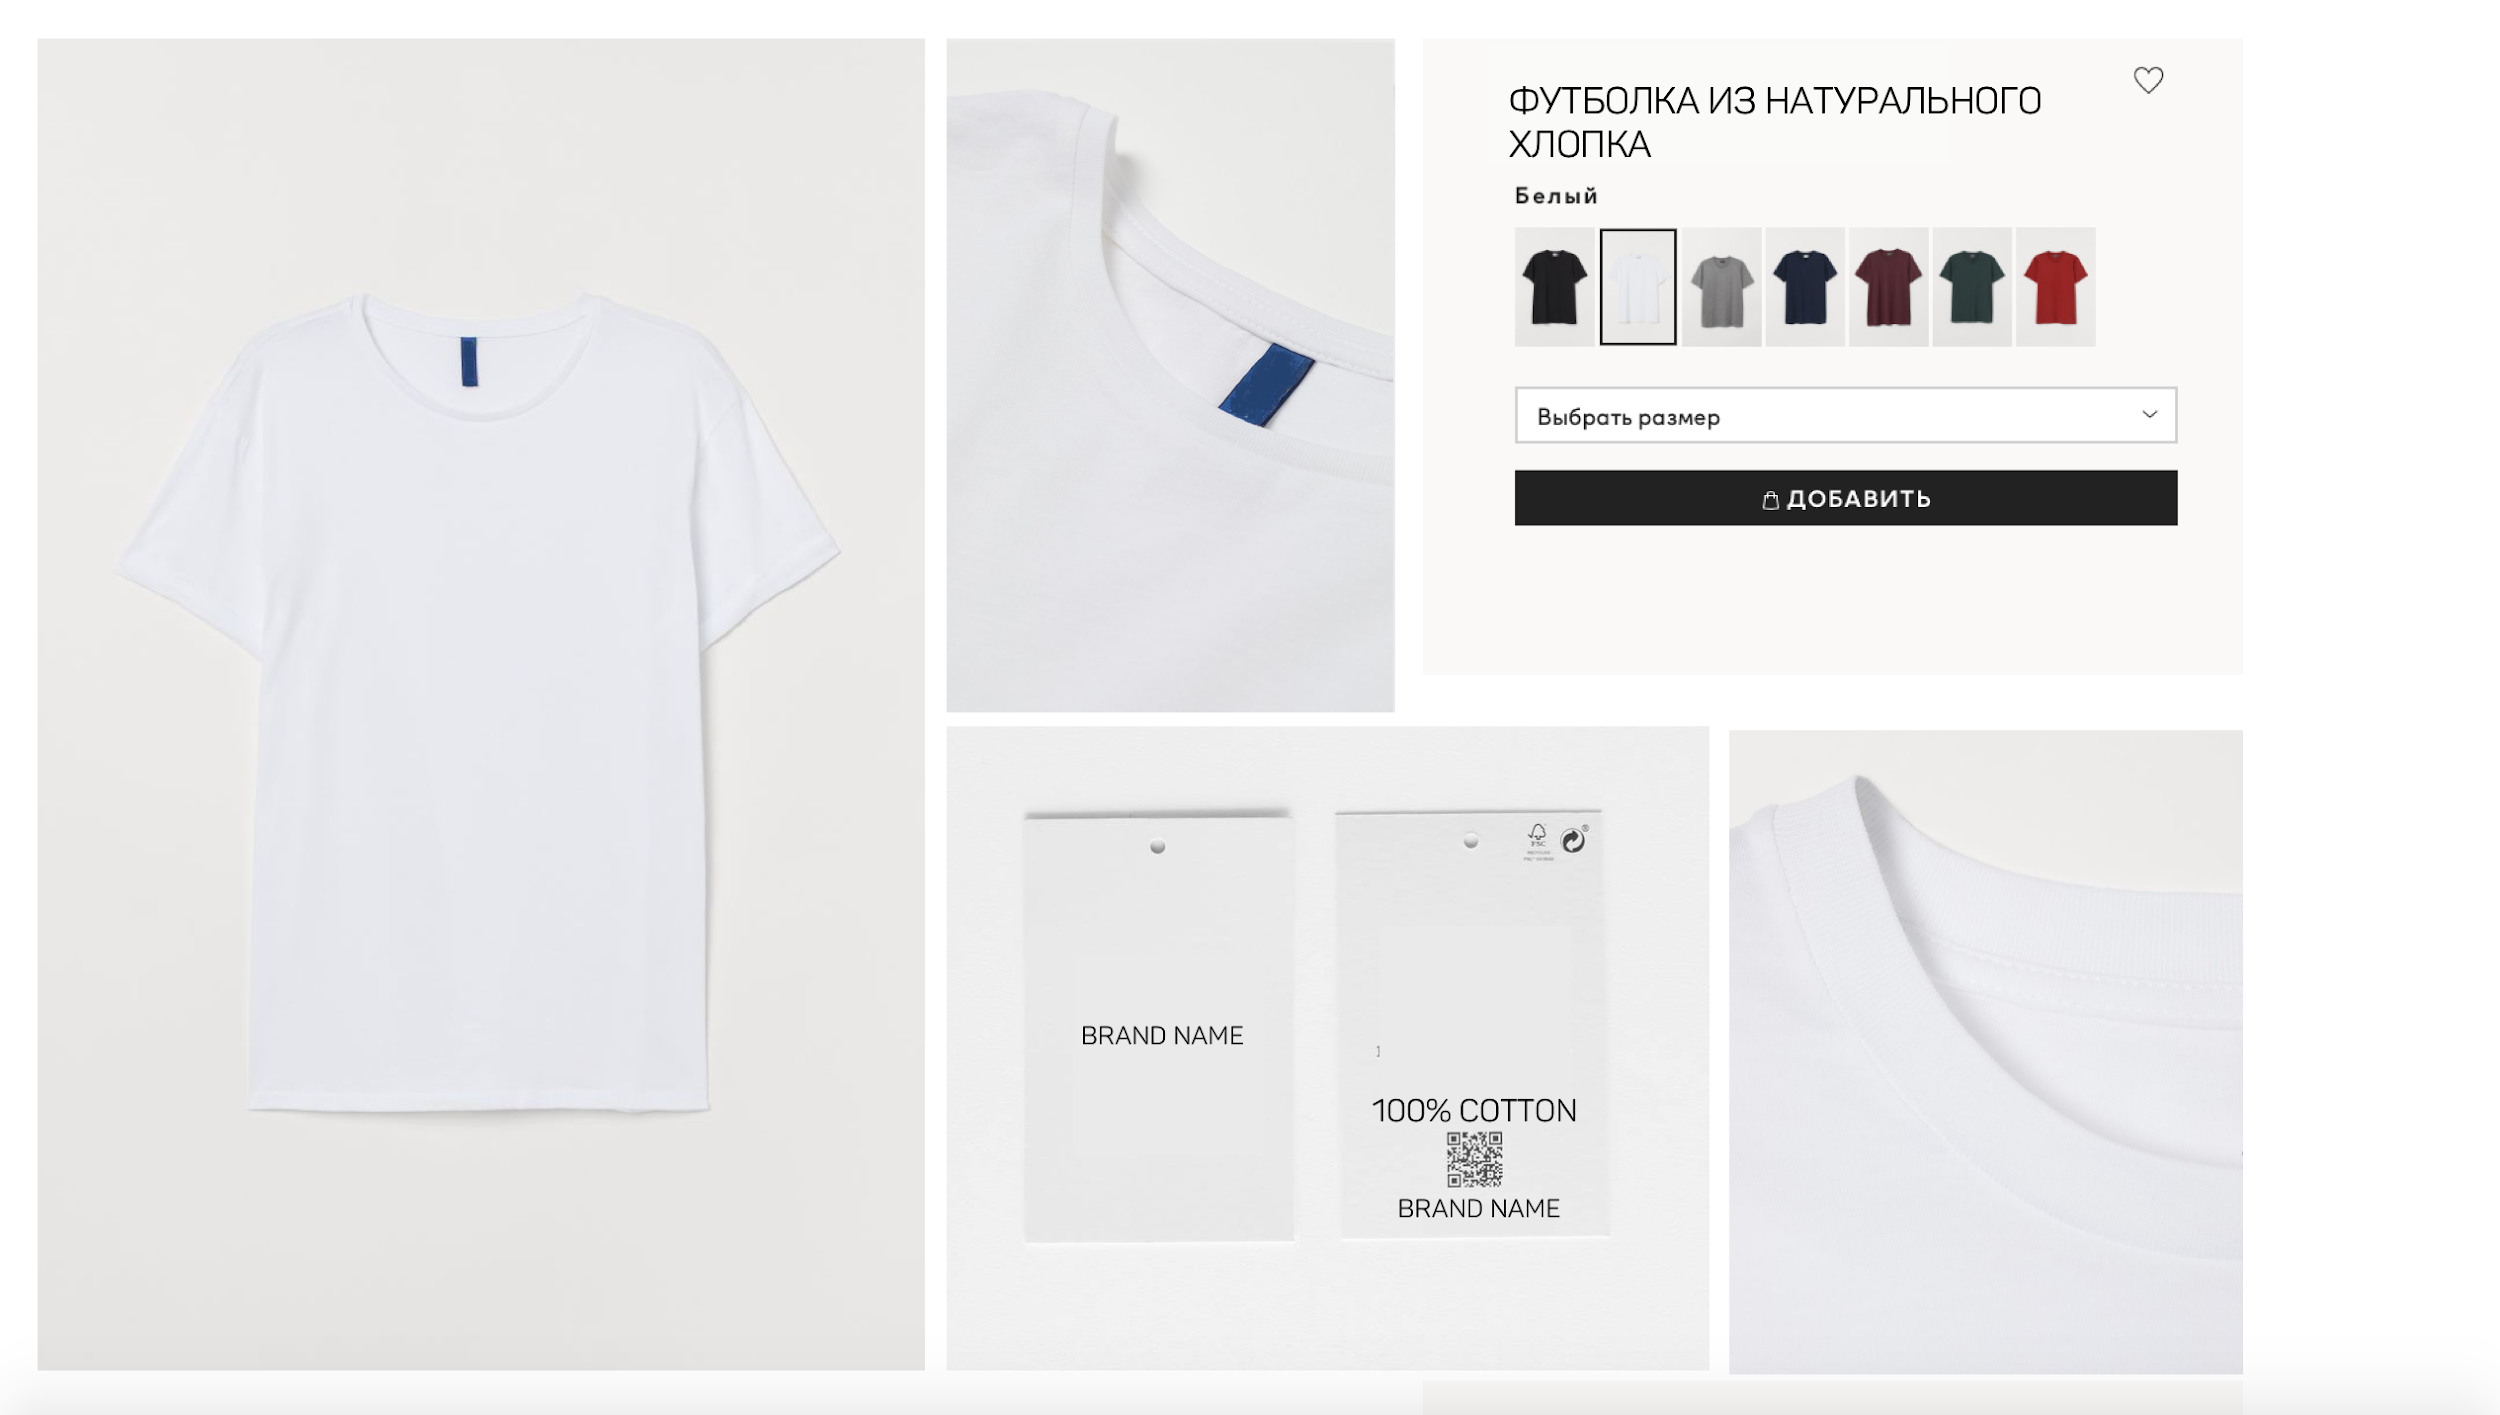 ФУТБОЛКА ИЗ НАТУРАЛЬНОГО
ХЛОПКА
Белый
Выбрать размер
ДОБАВИТЬ
BRAND NAME
FSC
100% COTTON
BRAND NAME